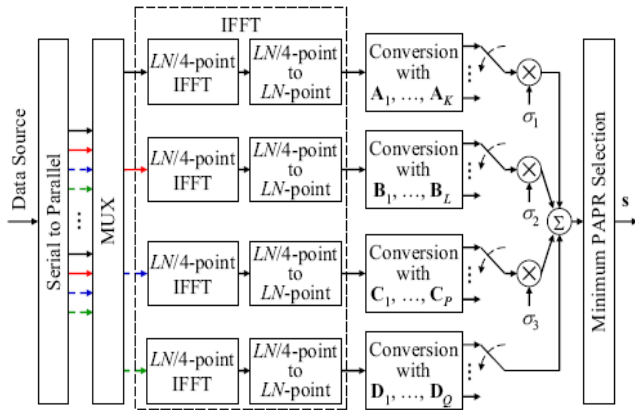 IFFT
Data Source
Serial to Parallel
MUX
LN/4-point
IFFT
LN/4-point
to
LN-point
Conversion
with
A1, …, AK
σ1
LN/4-point
IFFT
LN/4-point
to
LN-point
Conversion
with
B1, …, BL
σ2
LN/4-point
IFFT
LN/4-point
to
LN-point
Conversion
with
C1, …, CP
σ3
LN/4-point
IFFT
LN/4-point
to
LN-point
Conversion
with
D1, …, DQ
Σ
Minimum PAPR Selection
s